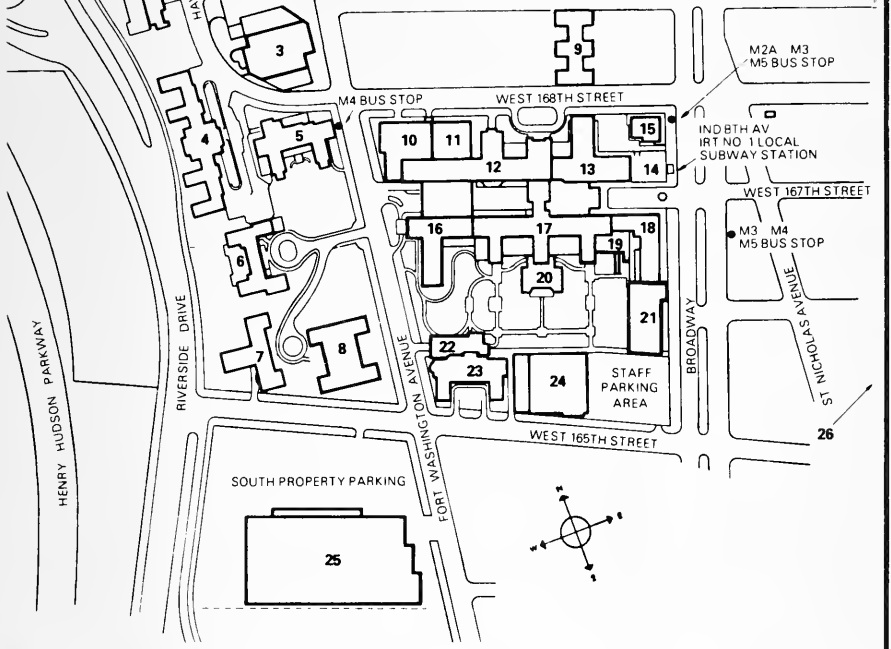 HA
3
9
M2A M3
M5 BUS STOP
M4 BUS STOP
WEST 168TH STREET
4
5
10
11
15
IND 8TH AV
IRT NO 1 LOCAL
SUBWAY STATION
12
13
14
WEST 167TH STREET
16
17
18
19
M3 M4
M5 BUS STOP
6
20
21
HENRY HUDSON PARKWAY
RIVERSIDE DRIVE
7
8
FORT WASHINGTON AVENUE
22
23
24
STAFF
PARKING
AREA
BROADWAY
ST NICHOLAS AVENUE
26
WEST 165TH STREET
SOUTH PROPERTY PARKING
25
N
E
W
S